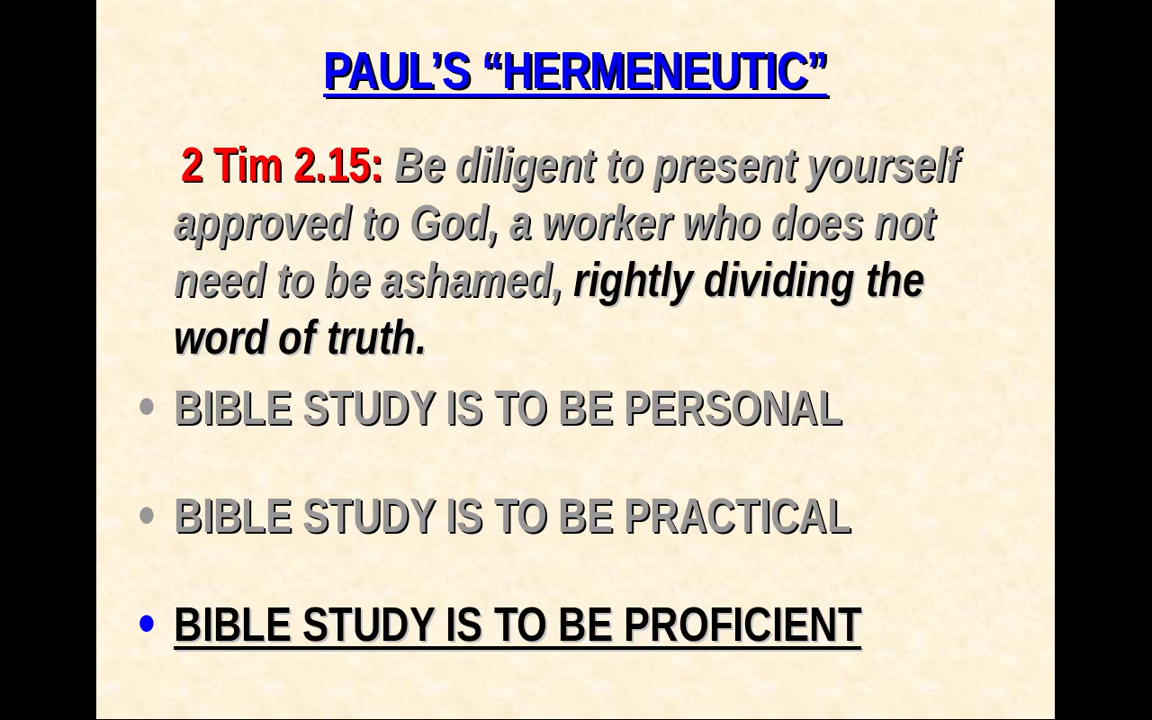 PAUL’S “HERMENEUTIC”
2 Tim 2.15: Be diligent to present yourself
approved to God, a worker who does not
need to be ashamed, rightly dividing the
word of truth.
• BIBLE STUDY IS TO BE PERSONAL
• BIBLE STUDY IS TO BE PRACTICAL
• BIBLE STUDY IS TO BE PROFICIENT